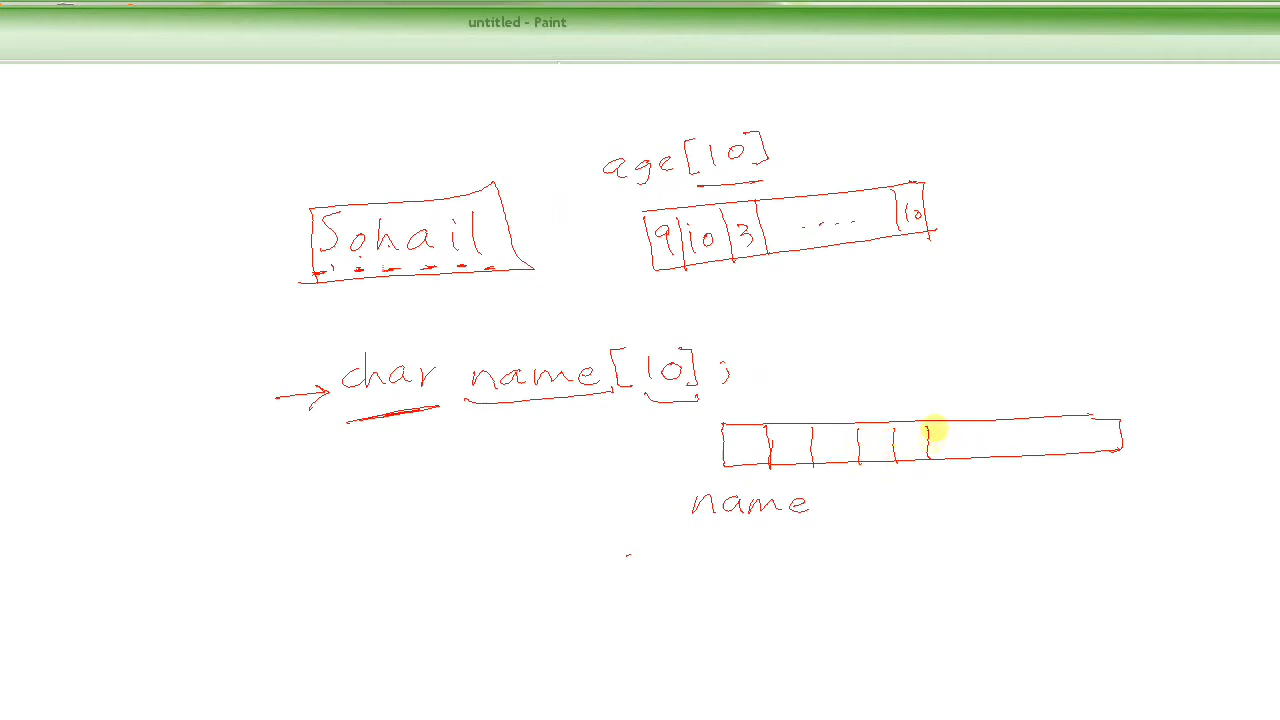 untitled - Paint
age[10]
Sohail
9 10 3 .... 10
char name[10];
name